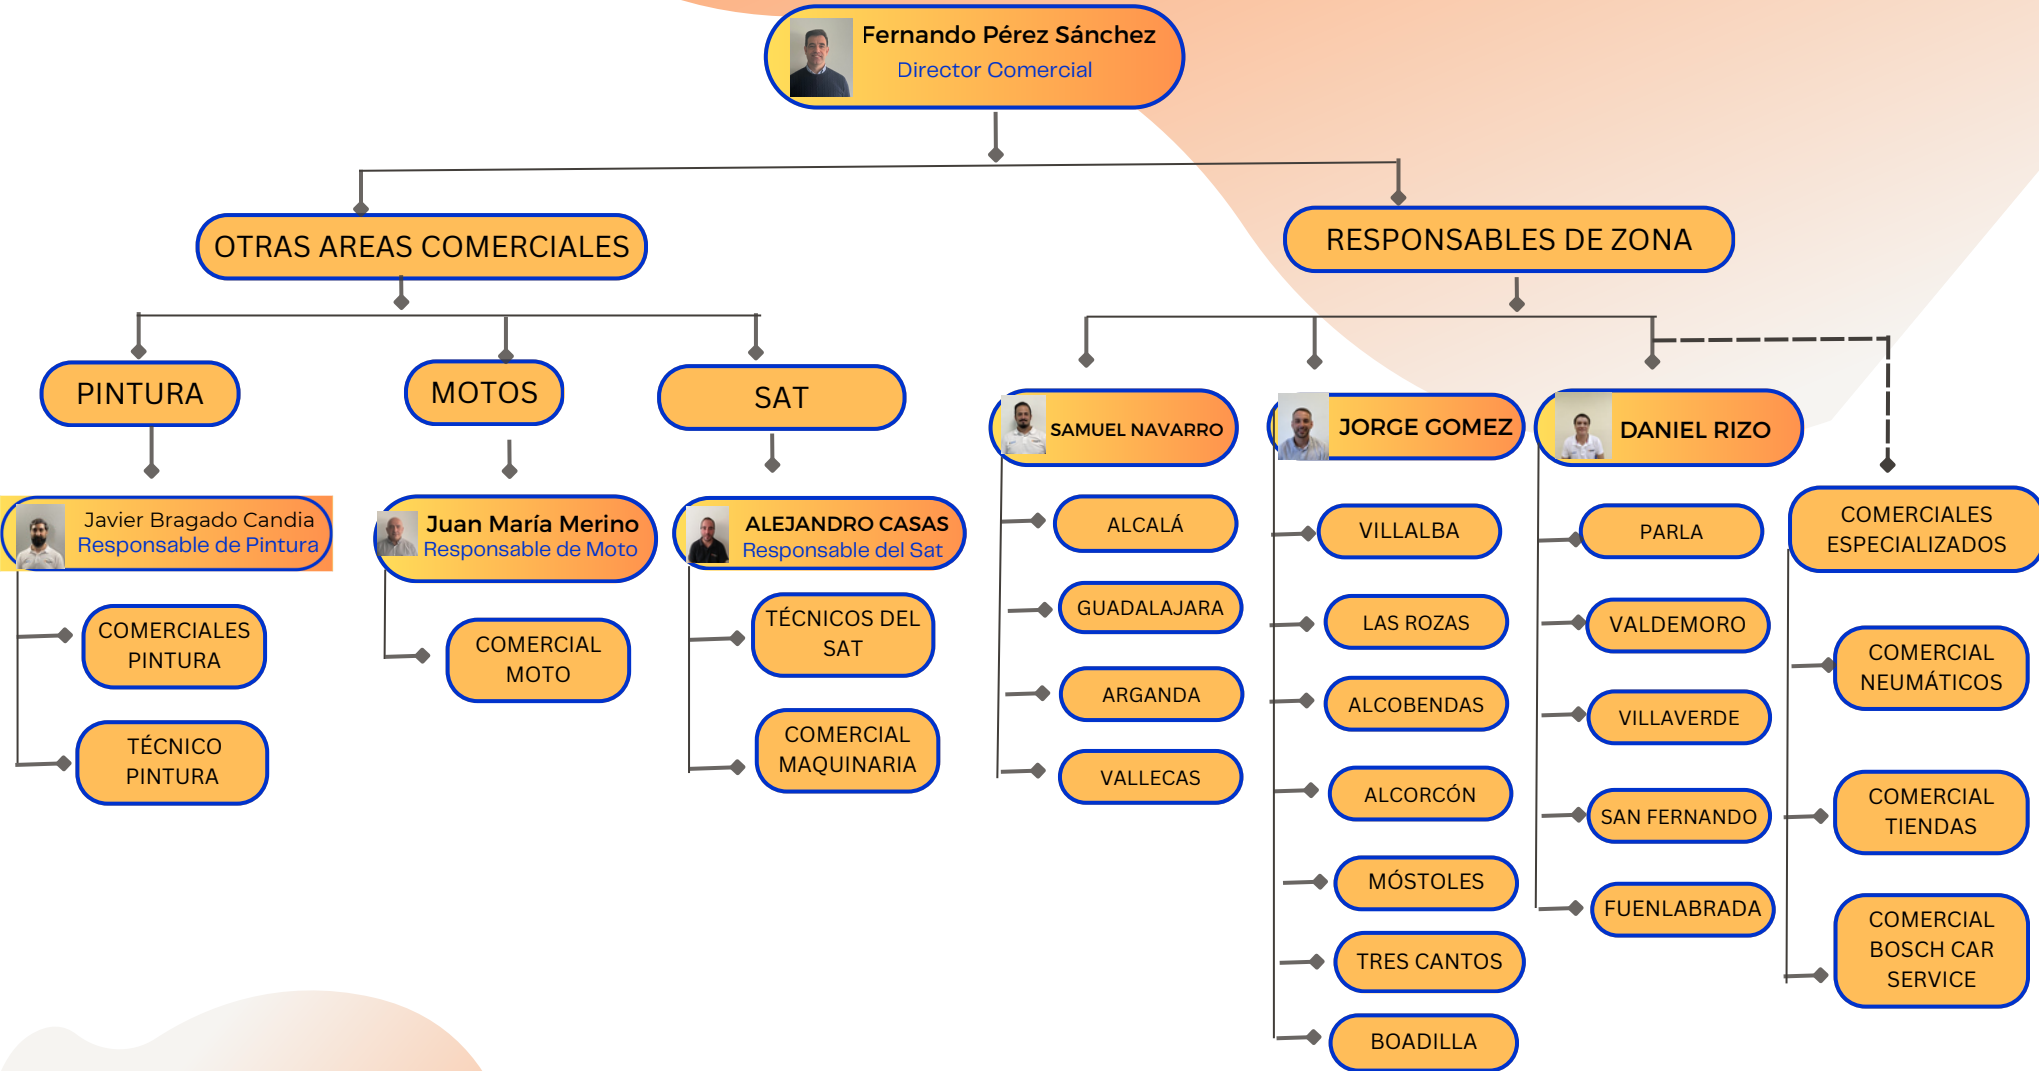 Fernando Pérez Sánchez
Director Comercial
OTRAS AREAS COMERCIALES
RESPONSABLES DE ZONA
PINTURA
MOTOS
SAT
Javier Bragado Candia
Responsable de Pintura
COMERCIALES
PINTURA
TÉCNICO
PINTURA
Juan María Merino
Responsable de Moto
COMERCIAL
MOTO
ALEJANDRO CASAS
Responsable del Sat
TÉCNICOS DEL
SAT
COMERCIAL
MAQUINARIA
SAMUEL NAVARRO
ALCALÁ
GUADALAJARA
ARGANDA
VALLECAS
JORGE GOMEZ
VILLALBA
LAS ROZAS
ALCOBENDAS
ALCORCÓN
MÓSTOLES
TRES CANTOS
BOADILLA
DANIEL RIZO
PARLA
VALDEMORO
VILLAVERDE
SAN FERNANDO
FUENLABRADA
COMERCIALES
ESPECIALIZADOS
COMERCIAL
NEUMÁTICOS
COMERCIAL
TIENDAS
COMERCIAL
BOSCH CAR
SERVICE